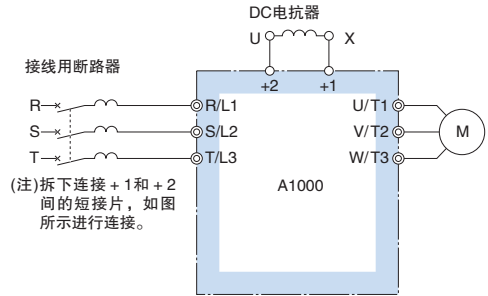 DC电抗器
U X
接线用断路器
+2 +1
R R/L1 U/T1
S S/L2 V/T2 M
T T/L3 W/T3
A1000
(注)拆下连接+1和+2
间的短接片，如图
所示进行连接。